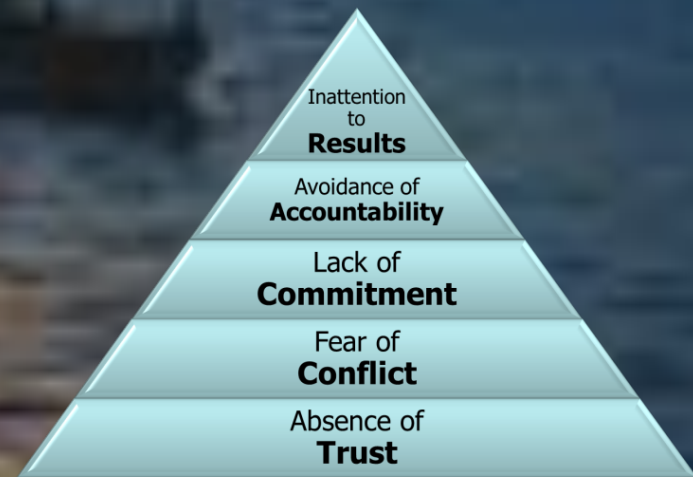 Inattention
to
Results
Avoidance of
Accountability
Lack of
Commitment
Fear of
Conflict
Absence of
Trust